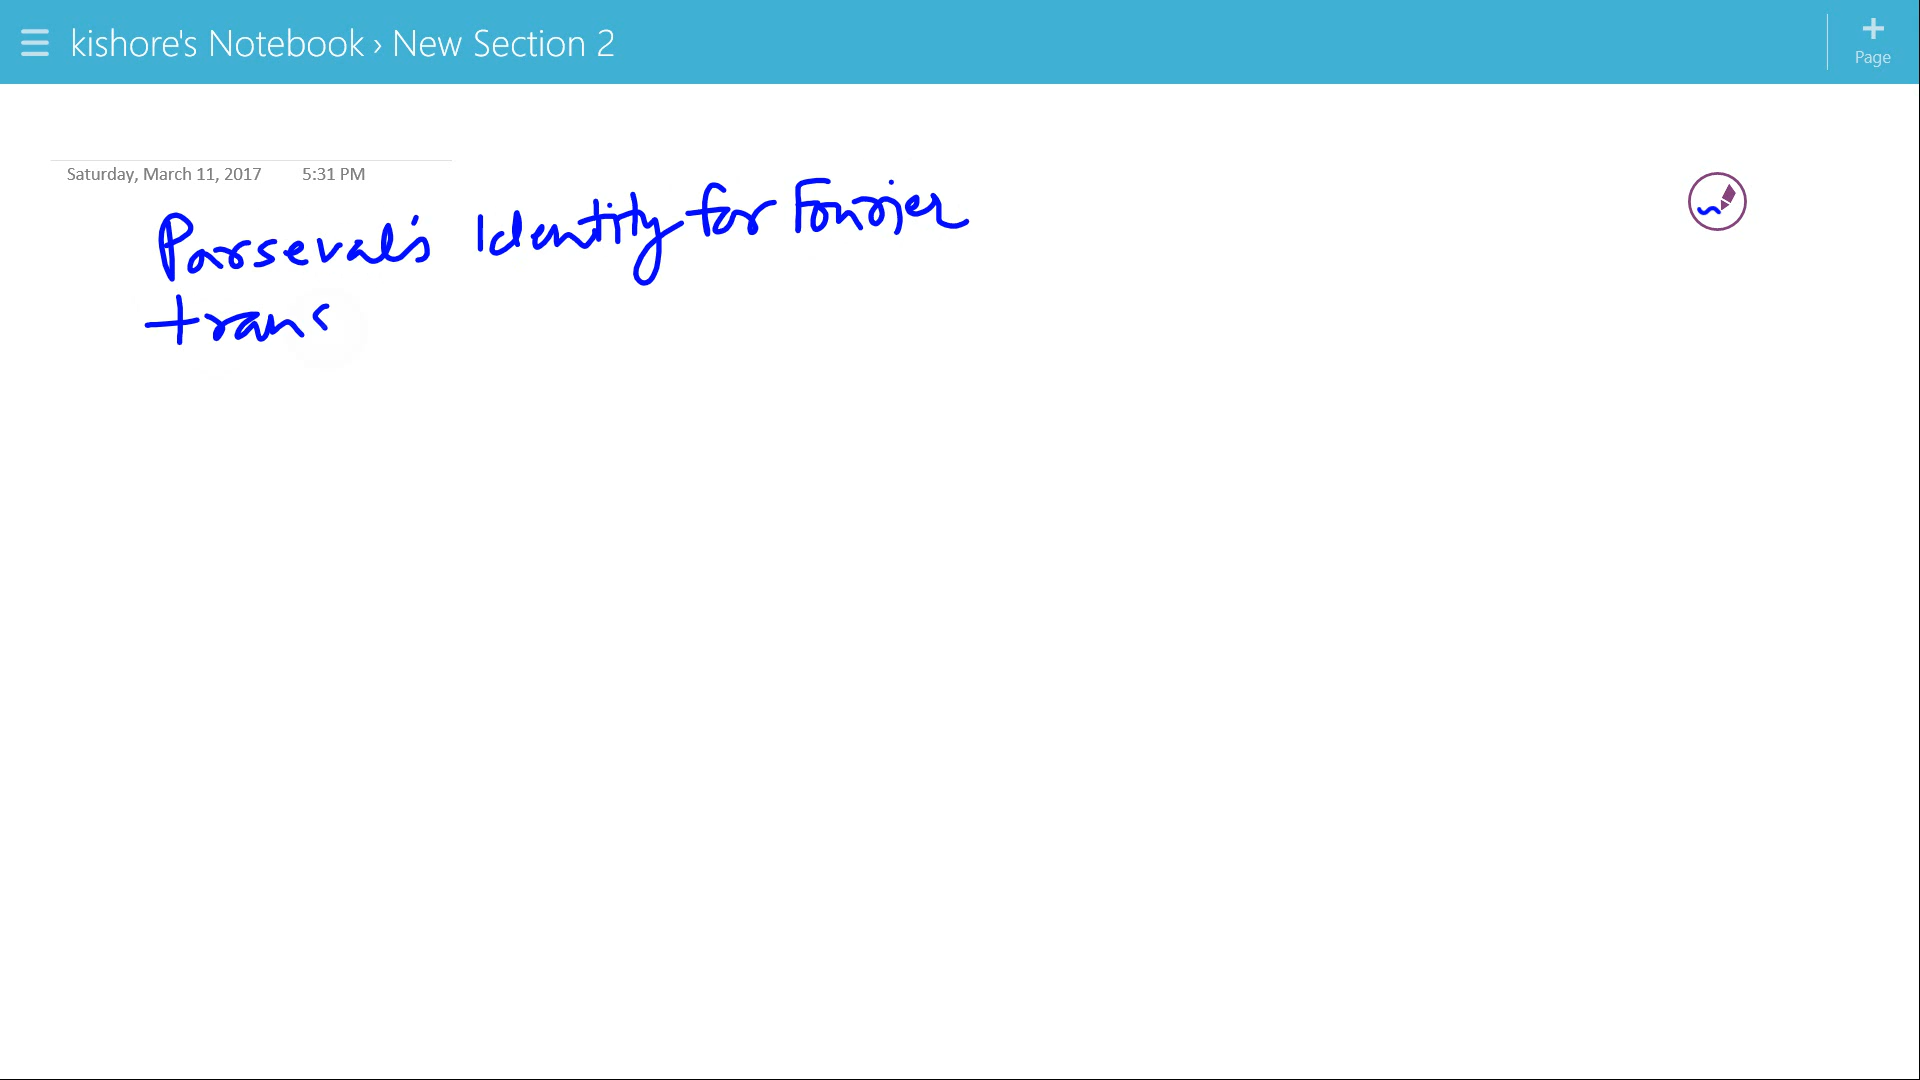 kishore's Notebook › New Section 2
Page
Saturday, March 11, 2017 5:31 PM
Parseval's Identity for Fourier
trans